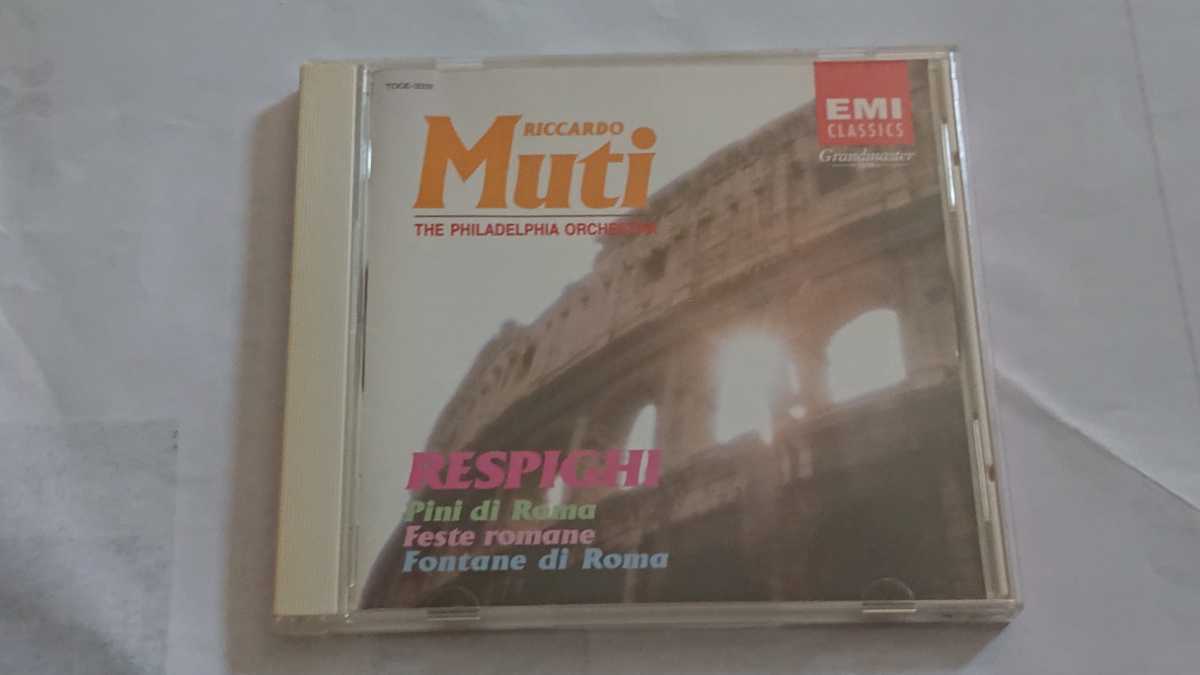 RICCARDO
Muti
THE PHILADELPHIA ORCHESTRA
EMI
CLASSICS
Grandmaster
RESPIGHI
Pini di Roma
Feste romane
Fontane di Roma